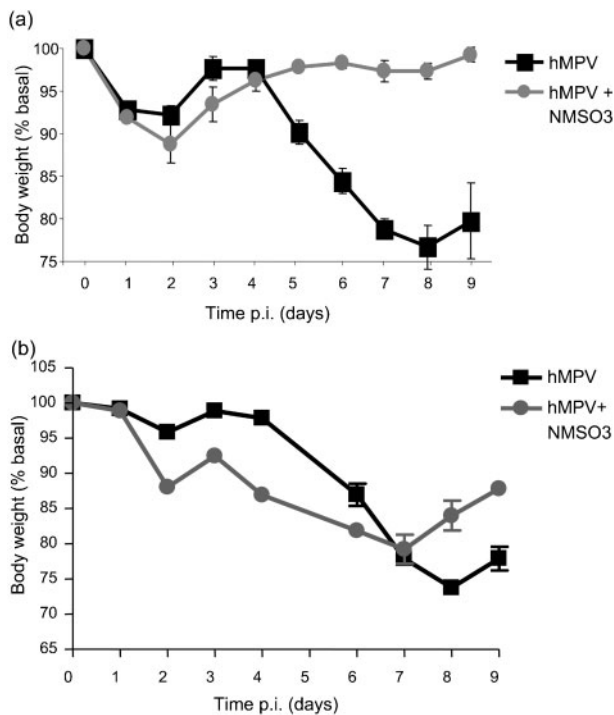 (a)
100
95
90
85
80
75
Body weight (% basal)
0 1 2 3 4 5 6 7 8 9
Time p.i. (days)
hMPV
hMPV +
NMSO3
(b)
105
100
95
90
85
80
75
70
65
Body weight (% basal)
0 1 2 3 4 5 6 7 8 9
Time p.i. (days)
hMPV
hMPV+
NMSO3